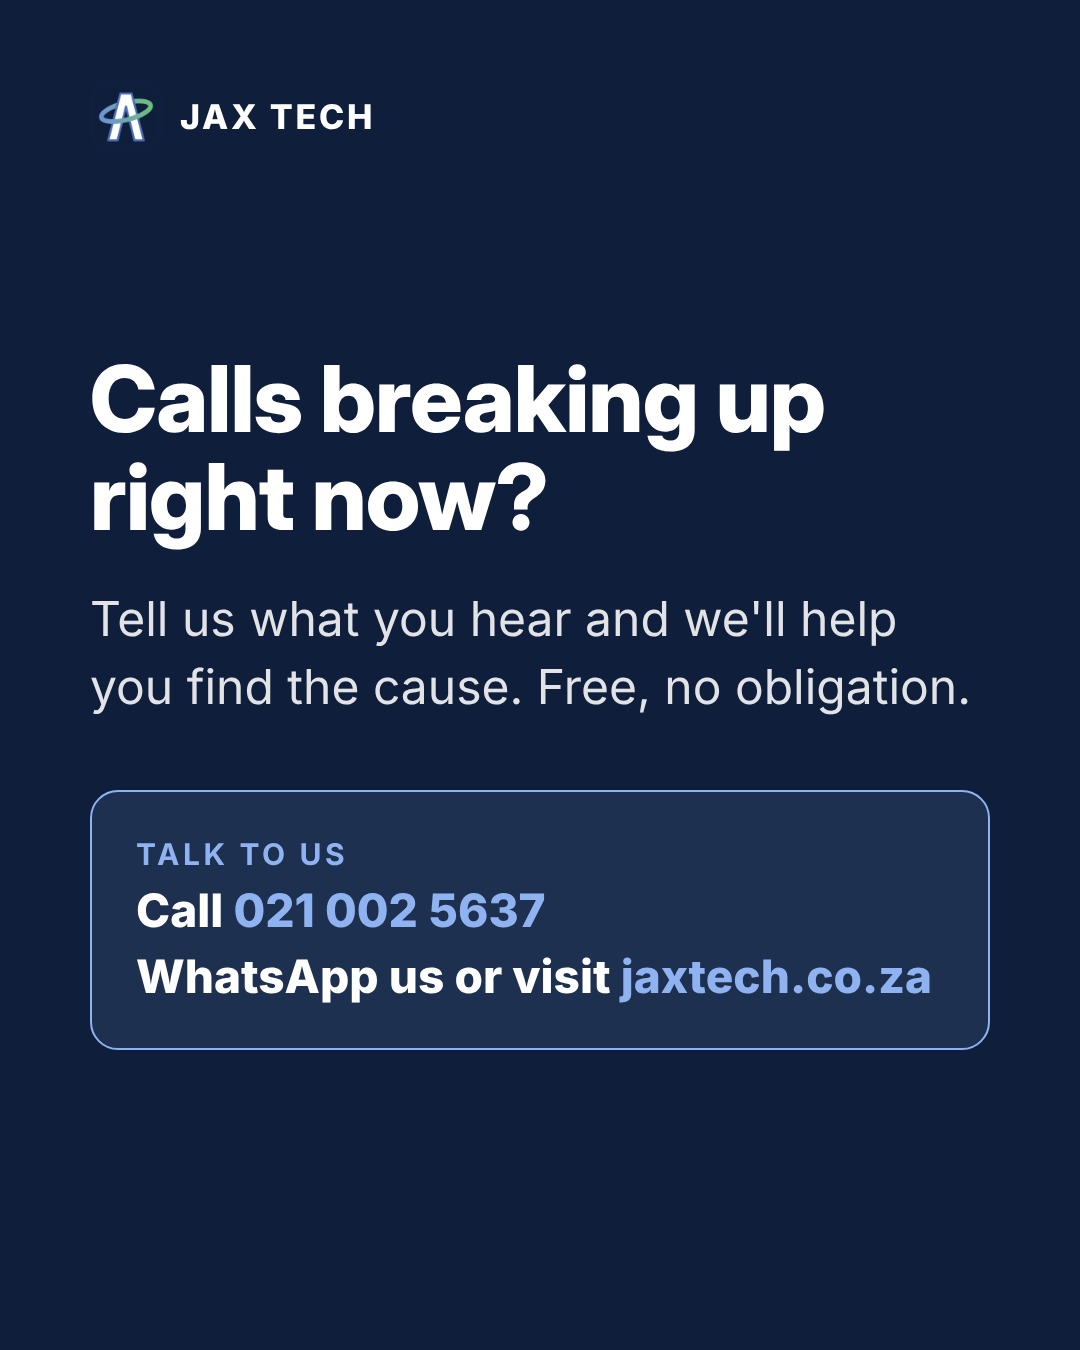 JAX TECH
Calls breaking up
right now?
Tell us what you hear and we'll help
you find the cause. Free, no obligation.
TALK TO US
Call 021 002 5637
WhatsApp us or visit jaxtech.co.za